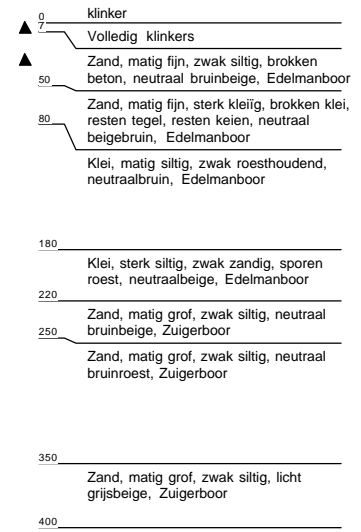 0
klinker
7
Volledig klinkers
Zand, matig fijn, zwak siltig, brokken
beton, neutraal bruinbeige, Edelmanboor
50
Zand, matig fijn, sterk kleiïg, brokken klei,
resten tegel, resten keien, neutraal
beigebruin, Edelmanboor
80
Klei, matig siltig, zwak roesthoudend,
neutraalbruin, Edelmanboor
180
Klei, sterk siltig, zwak zandig, sporen
roest, neutraalbeige, Edelmanboor
220
Zand, matig grof, zwak siltig, neutraal
bruinbeige, Zuigerboor
250
Zand, matig grof, zwak siltig, neutraal
bruinroest, Zuigerboor
350
Zand, matig grof, zwak siltig, licht
grijsbeige, Zuigerboor
400